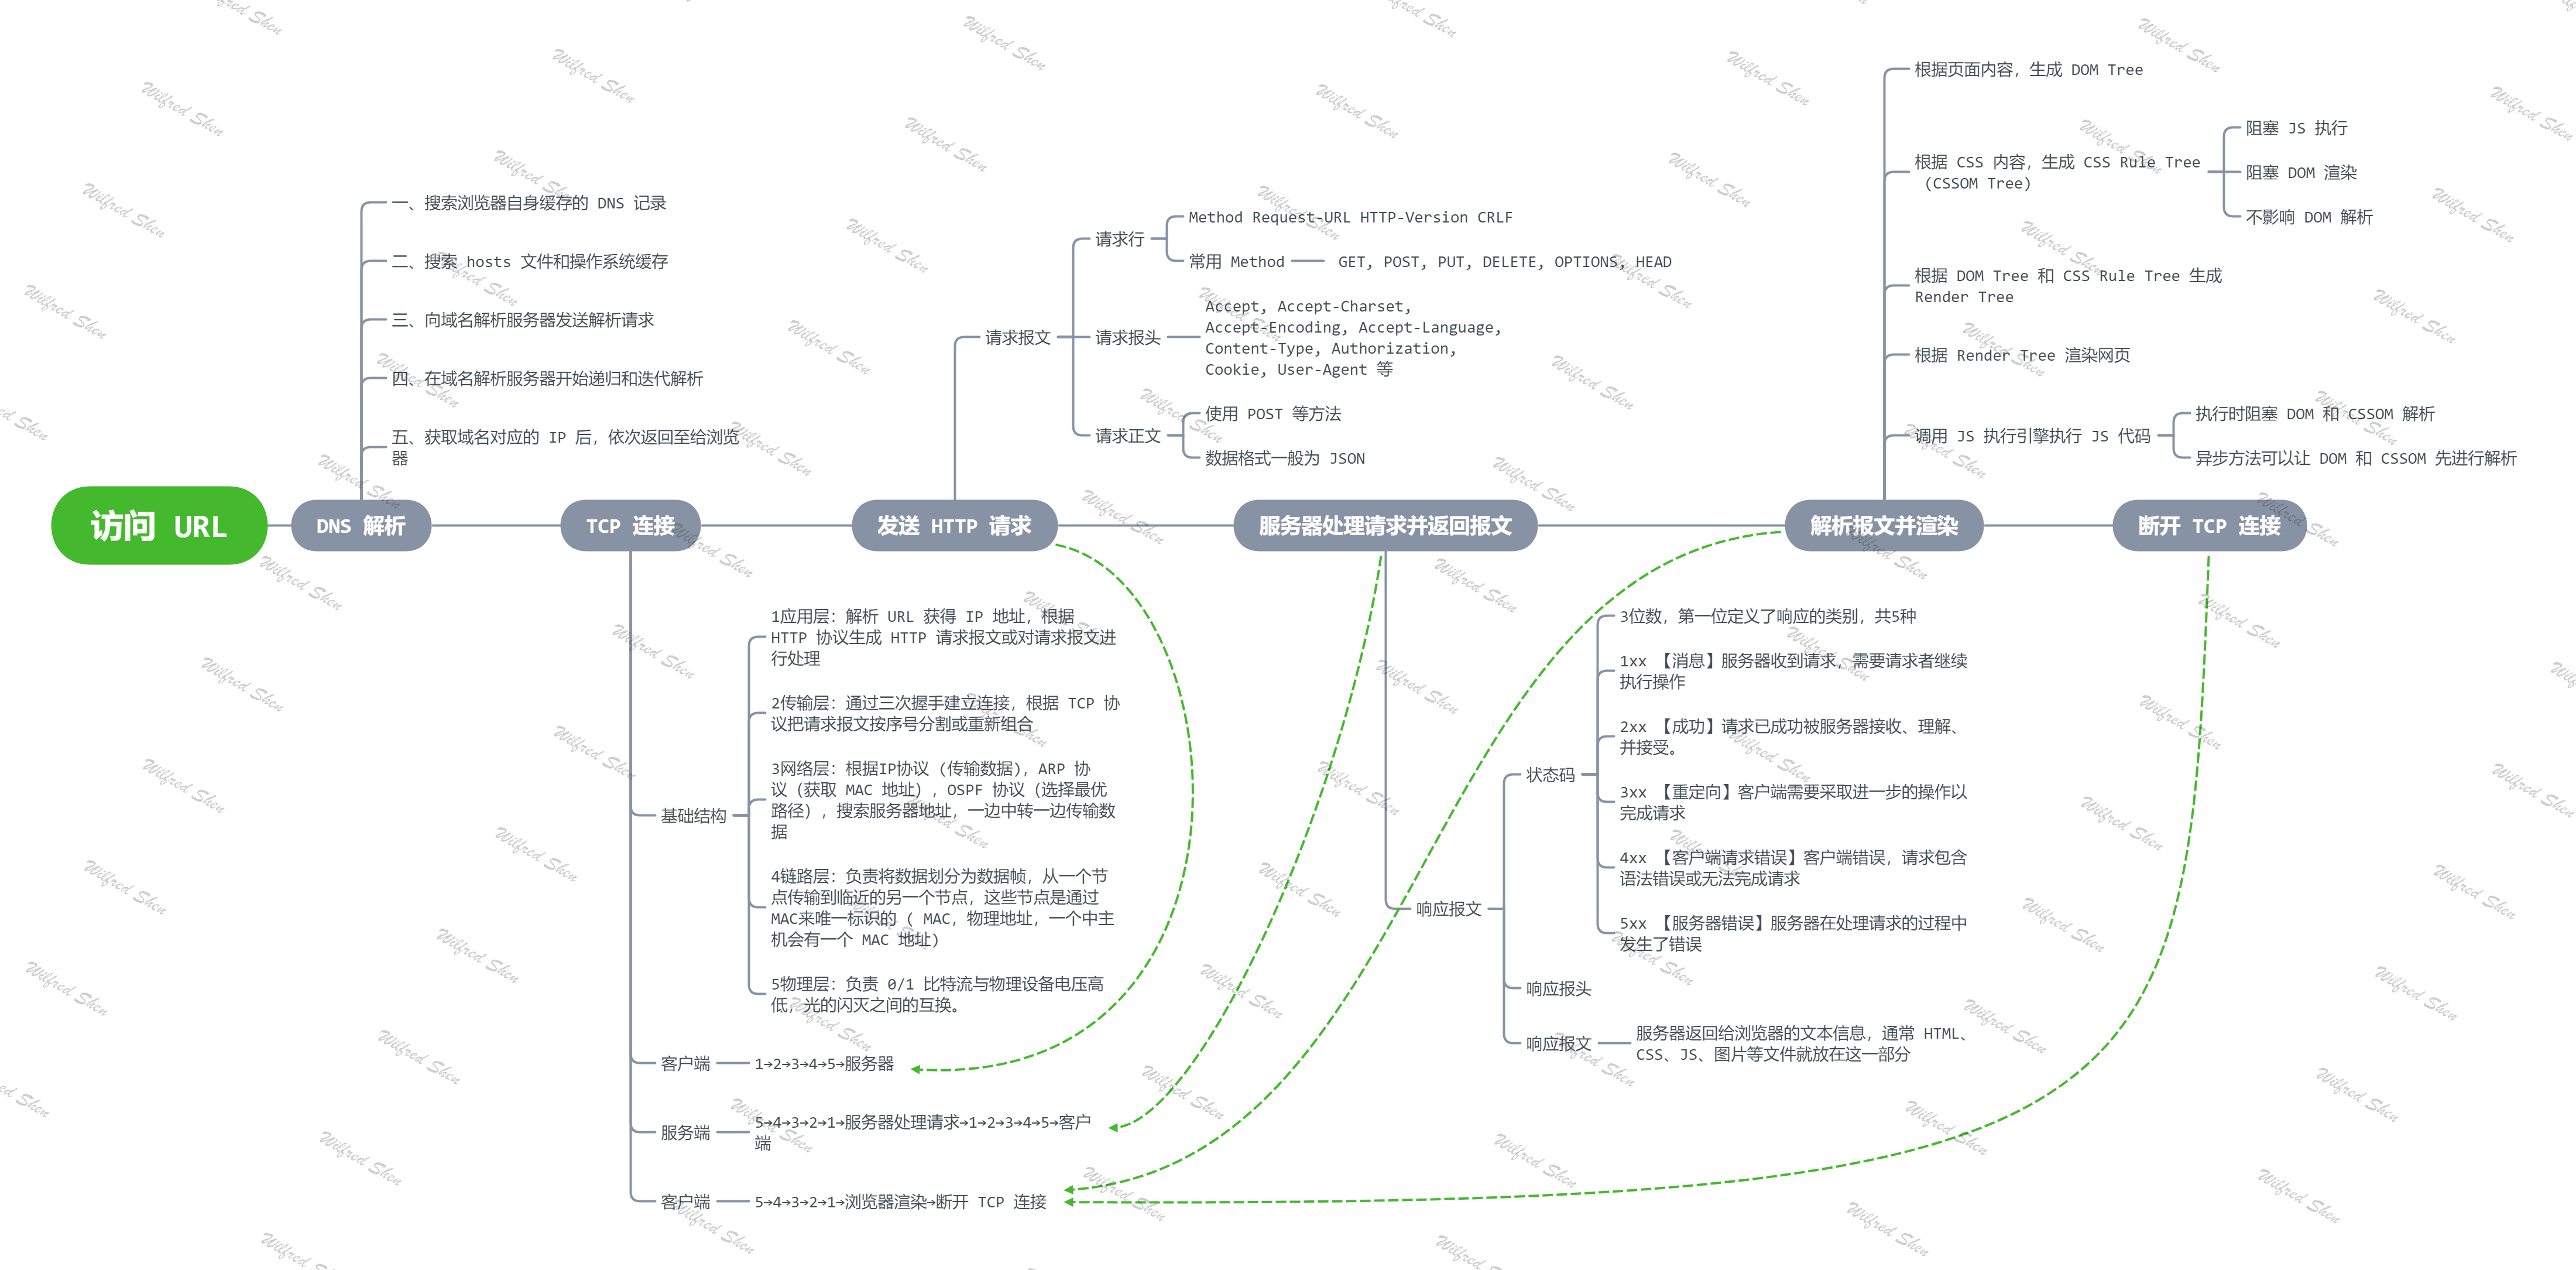 访问 URL
DNS 解析
一、搜索浏览器自身缓存的 DNS 记录
二、搜索 hosts 文件和操作系统缓存
三、向域名解析服务器发送解析请求
四、在域名解析服务器开始递归和迭代解析
五、获取域名对应的 IP 后，依次返回至给浏览
器
TCP 连接
基础结构
1应用层：解析 URL 获得 IP 地址，根据
HTTP 协议生成 HTTP 请求报文或对请求报文进
行处理
2传输层：通过三次握手建立连接，根据 TCP 协
议把请求报文按序号分割或重新组合
3网络层：根据IP协议（传输数据），ARP 协
议（获取 MAC 地址），OSPF 协议（选择最优
路径），搜索服务器地址，一边中转一边传输数
据
4链路层：负责将数据划分为数据帧，从一个节
点传输到临近的另一个节点，这些节点是通过
MAC来唯一标识的（ MAC，物理地址，一个中主
机会有一个 MAC 地址）
5物理层：负责 0/1 比特流与物理设备电压高
低，光的闪灭之间的互换。
客户端
1→2→3→4→5→服务器
服务端
5→4→3→2→1→服务器处理请求→1→2→3→4→5→客户
端
客户端
5→4→3→2→1→浏览器渲染→断开 TCP 连接
发送 HTTP 请求
请求报文
请求行
Method Request-URL HTTP-Version CRLF
常用 Method
GET, POST, PUT, DELETE, OPTIONS, HEAD
请求报头
Accept, Accept-Charset,
Accept-Encoding, Accept-Language,
Content-Type, Authorization,
Cookie, User-Agent 等
请求正文
使用 POST 等方法
数据格式一般为 JSON
服务器处理请求并返回报文
响应报文
状态码
3位数，第一位定义了响应的类别，共5种
1xx 【消息】服务器收到请求，需要请求者继续
执行操作
2xx 【成功】请求已成功被服务器接收、理解、
并接受。
3xx 【重定向】客户端需要采取进一步的操作以
完成请求
4xx 【客户端请求错误】客户端错误，请求包含
语法错误或无法完成请求
5xx 【服务器错误】服务器在处理请求的过程中
发生了错误
响应报头
响应报文
服务器返回给浏览器的文本信息，通常 HTML、
CSS、JS、图片等文件就放在这一部分
解析报文并渲染
根据页面内容，生成 DOM Tree
根据 CSS 内容，生成 CSS Rule Tree
（CSSOM Tree）
阻塞 JS 执行
阻塞 DOM 渲染
不影响 DOM 解析
根据 DOM Tree 和 CSS Rule Tree 生成
Render Tree
根据 Render Tree 渲染网页
调用 JS 执行引擎执行 JS 代码
执行时阻塞 DOM 和 CSSOM 解析
异步方法可以让 DOM 和 CSSOM 先进行解析
断开 TCP 连接
Wilfred Shen